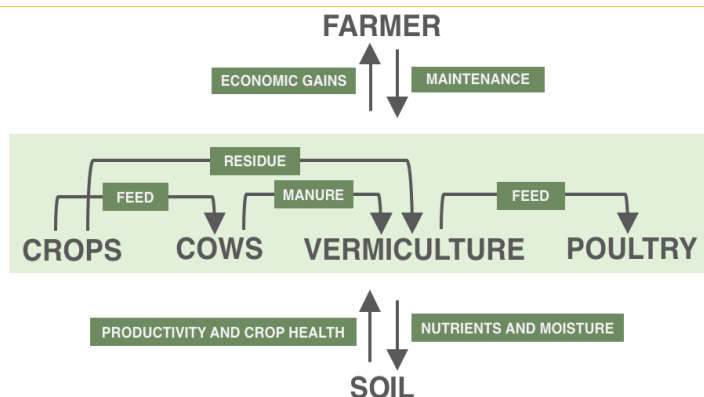 FARMER
ECONOMIC GAINS
MAINTENANCE
RESIDUE
FEED
MANURE
FEED
CROPS
COWS
VERMICULTURE
POULTRY
PRODUCTIVITY AND CROP HEALTH
NUTRIENTS AND MOISTURE
SOIL